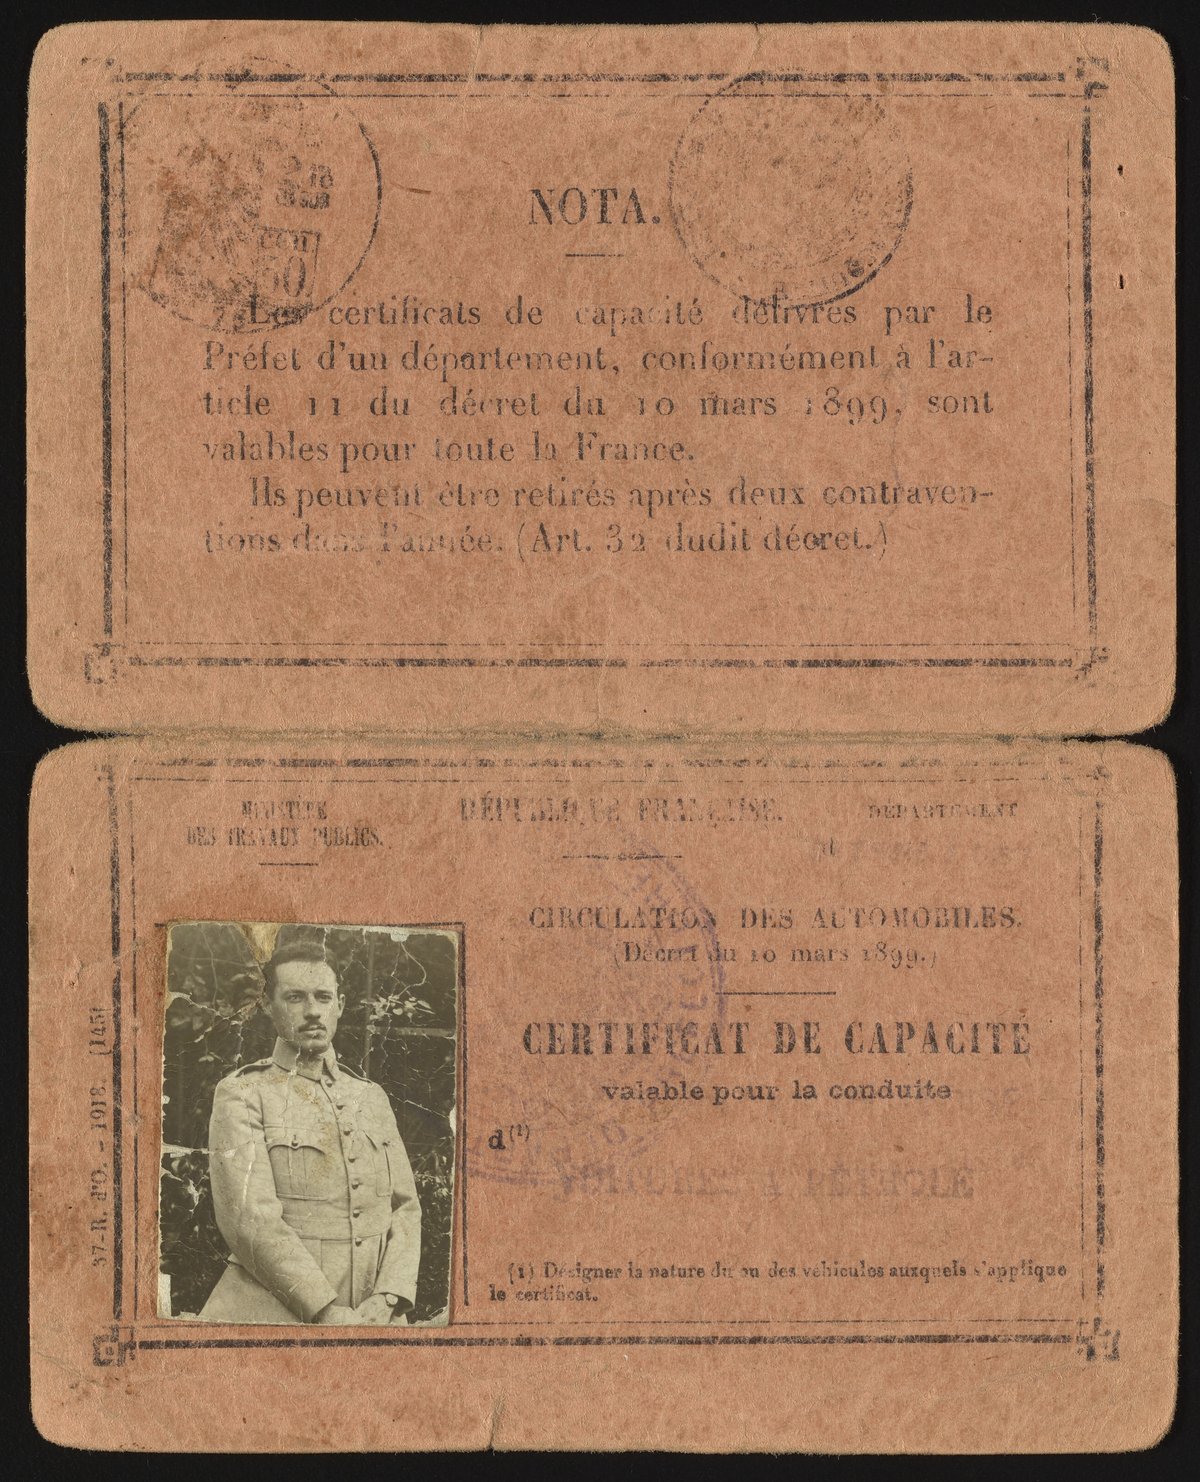 NOTA.
Les certificats de capacité délivrés par le
Préfet d'un département, conformément à l'ar-
ticle 11 du décret du 10 mars 1899, sont
valables pour toute la France.
Ils peuvent être retirés après deux contraven-
tions dans l'année. (Art. 32 dudit décret.)
MINISTÈRE
DES TRAVAUX PUBLICS.
RÉPUBLIQUE FRANÇAISE.
DÉPARTEMENT
CIRCULATION DES AUTOMOBILES.
(Décret du 10 mars 1899.)
CERTIFICAT DE CAPACITÉ
valable pour la conduite
d(1)
VOITURES A PÉTROLE
(1) Désigner la nature du ou des véhicules auxquels s'applique
le certificat.
37-R. d'O. - 1918.